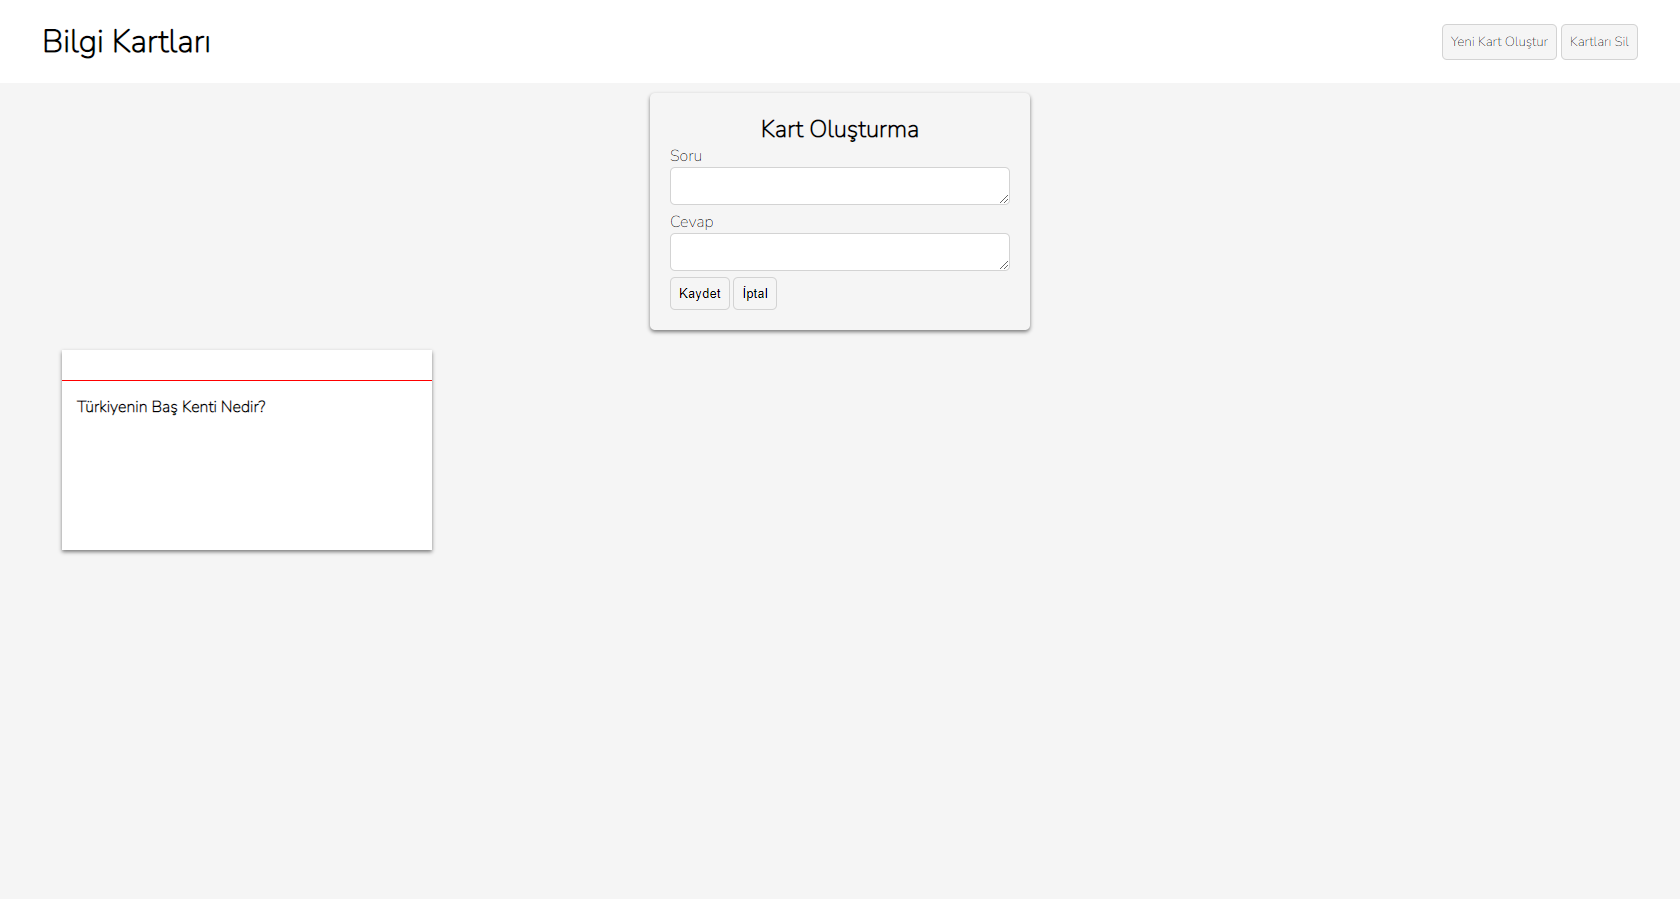 Bilgi Kartları
Yeni Kart Oluştur
Kartları Sil
Kart Oluşturma
Soru
Cevap
Kaydet
İptal
Türkiyenin Baş Kenti Nedir?